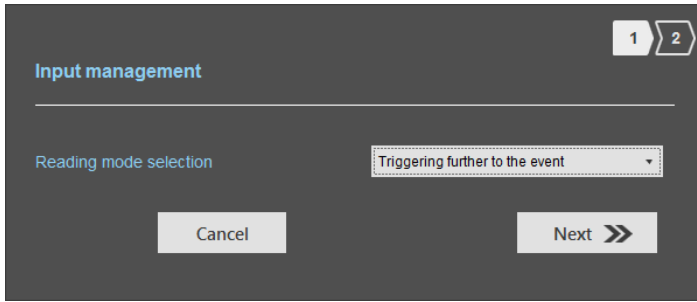 1 2
Input management
Reading mode selection Triggering further to the event
Cancel Next